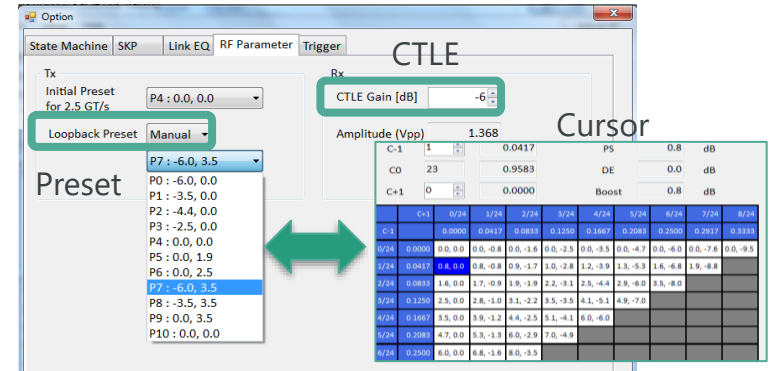 Option
State Machine SKP Link EQ RF Parameter Trigger
CTLE
Tx
Initial Preset
for 2.5 GT/s
P4 : 0.0, 0.0
Loopback Preset Manual
P7 : -6.0, 3.5
Preset
P0 : -6.0, 0.0
P1 : -3.5, 0.0
P2 : -4.4, 0.0
P3 : -2.5, 0.0
P4 : 0.0, 0.0
P5 : 0.0, 1.9
P6 : 0.0, 2.5
P7 : -6.0, 3.5
P8 : -3.5, 3.5
P9 : 0.0, 3.5
P10 : 0.0, 0.0
Rx
CTLE Gain [dB] -6
Amplitude (Vpp) 1.368
Cursor
C-1 1 0.0417 PS 0.8 dB
C0 23 0.9583 DE 0.0 dB
C+1 0 0.0000 Boost 0.8 dB
C+1 0/24 1/24 2/24 3/24 4/24 5/24 6/24 7/24 8/24
C-1 0.0000 0.0417 0.0833 0.1250 0.1667 0.2083 0.2500 0.2917 0.3333
0/24 0.0000 0.0, 0.0 0.0, -0.8 0.0, -1.6 0.0, -2.5 0.0, -3.5 0.0, -4.7 0.0, -6.0 0.0, -7.6 0.0, -9.5
1/24 0.0417 0.8, 0.0 0.8, -0.8 0.9, -1.7 1.0, -2.8 1.2, -3.9 1.3, -5.3 1.6, -6.8 1.9, -8.8
2/24 0.0833 1.6, 0.0 1.7, -0.9 1.9, -1.9 2.2, -3.1 2.5, -4.4 2.9, -6.0 3.5, -8.0
3/24 0.1250 2.5, 0.0 2.8, -1.0 3.1, -2.2 3.5, -3.5 4.1, -5.1 4.9, -7.0
4/24 0.1667 3.5, 0.0 3.9, -1.2 4.4, -2.5 5.1, -4.1 6.0, -6.0
5/24 0.2083 4.7, 0.0 5.3, -1.3 6.0, -2.9 7.0, -4.9
6/24 0.2500 6.0, 0.0 6.8, -1.6 8.0, -3.5